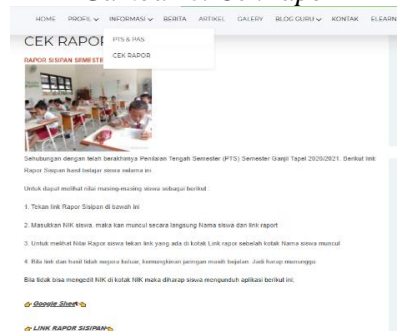 HOME PROFIL INFORMASI BERITA ARTIKEL GALERY BLOG GURU KONTAK ELEARN
PTS & PAS
CEK RAPOR
CEK RAPOR
RAPOR SISIPAN SEMESTE
Sehubungan dengan telah berakhirnya Penilaian Tengah Semester (PTS) Semester Ganjil Tapel 2020/2021. Berikut link
Rapor Sisipan hasil belajar siswa selama ini.
Untuk dapat melihat nilai masing-masing siswa sebagai berikut :
1. Tekan link Rapor Sisipan di bawah ini
2. Masukkan NIK siswa, maka kan muncul secara langsung Nama siswa dan link raport
3. Untuk melihat Nilai Rapor siswa tekan link yang ada di kotak Link rapor sebelah kotak Nama siswa muncul
4. Bila link dan hasil tidak segera keluar, kemungkinan jaringan masih berjalan. Jadi harap menunggu
Bila tidak bisa mengedit NIK di kotak NIK maka diharap siswa mengunduh aplikasi berikut ini;
Google Sheet
LINK RAPOR SISIPAN